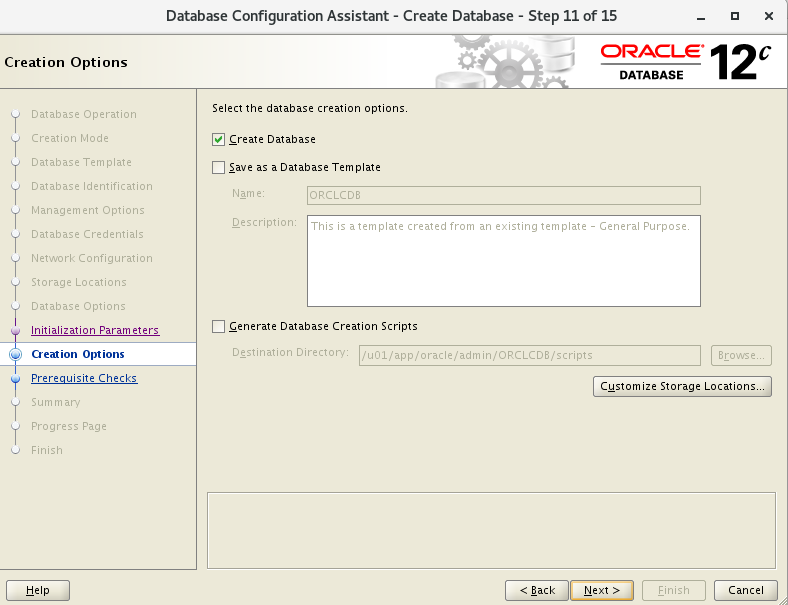 Database Configuration Assistant - Create Database - Step 11 of 15
Creation Options
ORACLE
DATABASE
12c
Database Operation
Creation Mode
Database Template
Database Identification
Management Options
Database Credentials
Network Configuration
Storage Locations
Database Options
Initialization Parameters
Creation Options
Prerequisite Checks
Summary
Progress Page
Finish
Select the database creation options.
Create Database
Save as a Database Template
Name: ORCLCDB
Description: This is a template created from an existing template - General Purpose.
Generate Database Creation Scripts
Destination Directory: /u01/app/oracle/admin/ORCLCDB/scripts Browse...
Customize Storage Locations...
Help < Back Next > Finish Cancel